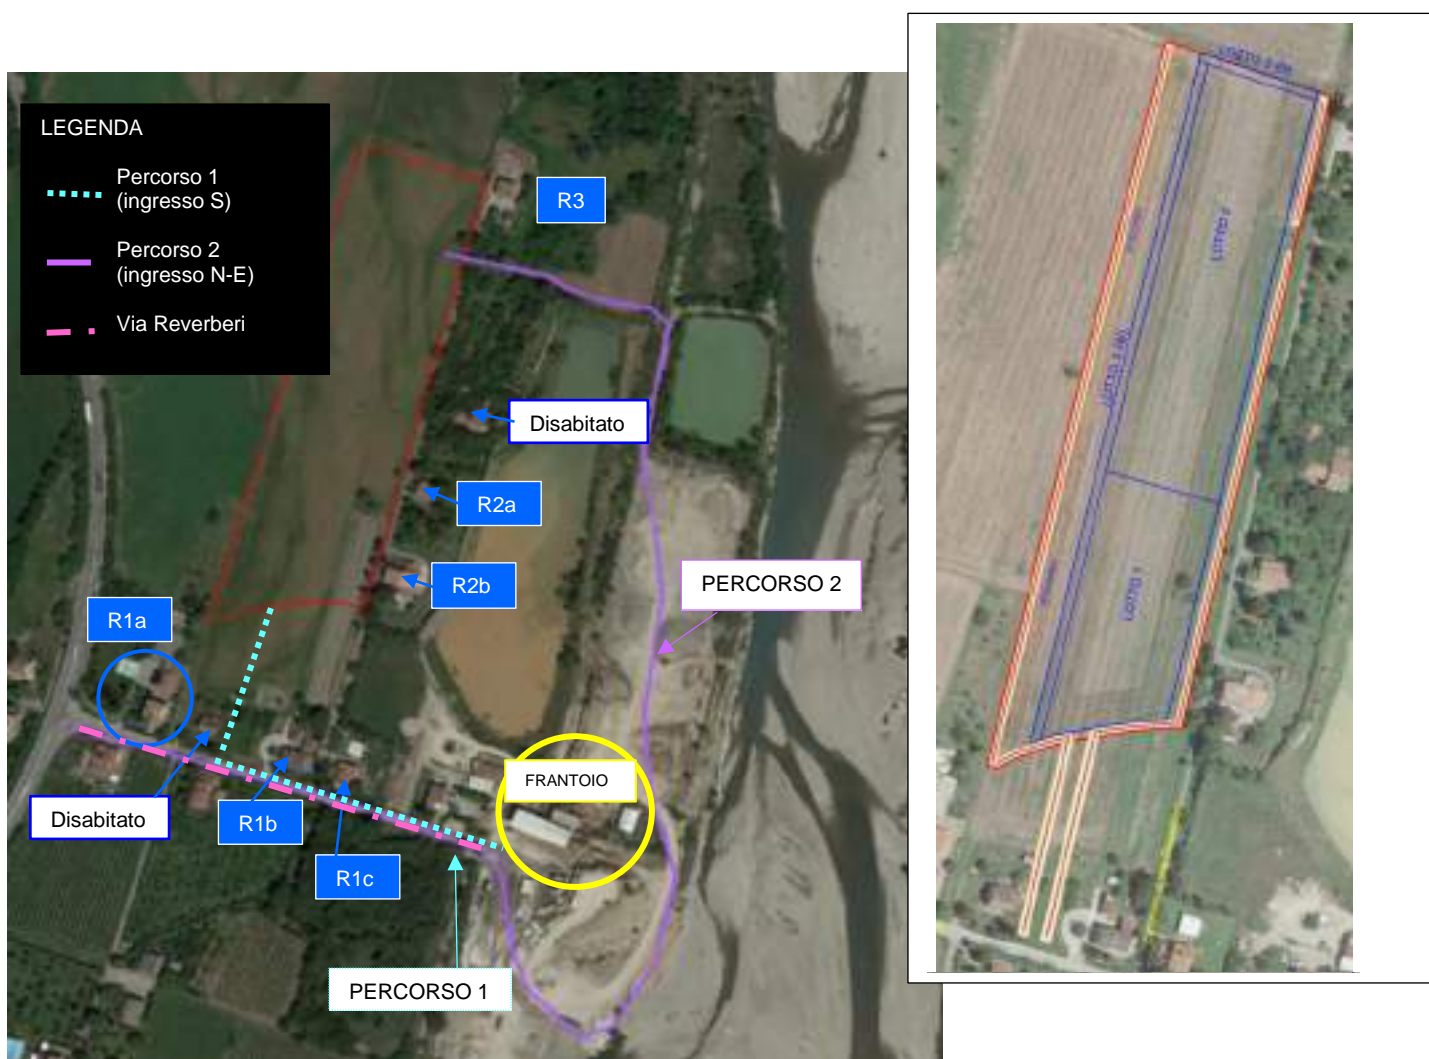 LEGENDA
Percorso 1
(ingresso S)
Percorso 2
(ingresso N-E)
Via Reverberi
R3
Disabitato
R2a
R2b
PERCORSO 2
R1a
FRANTOIO
Disabitato
R1b
R1c
PERCORSO 1